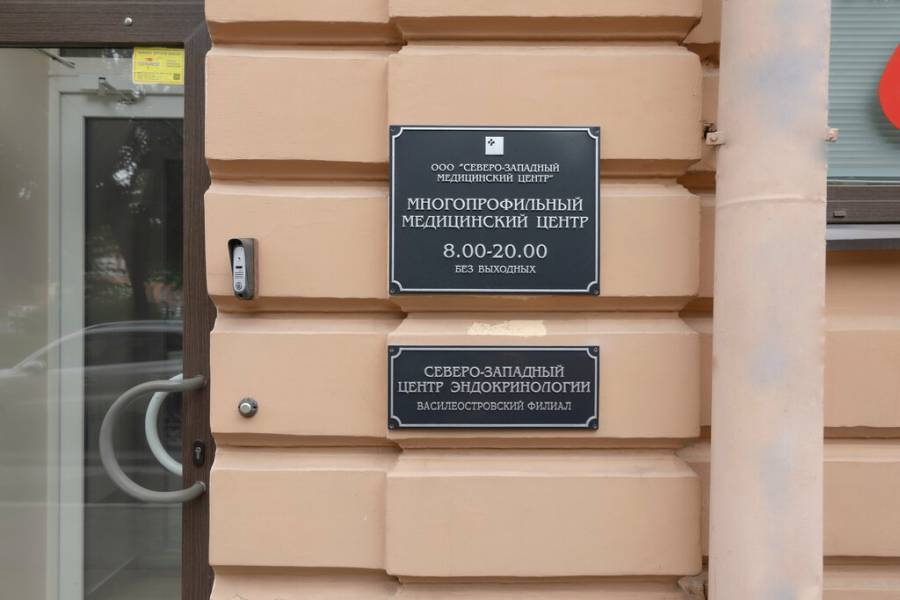 ООО "СЕВЕРО-ЗАПАДНЫЙ
МЕДИЦИНСКИЙ ЦЕНТР"
МНОГОПРОФИЛЬНЫЙ
МЕДИЦИНСКИЙ ЦЕНТР
8.00-20.00
БЕЗ ВЫХОДНЫХ
СЕВЕРО-ЗАПАДНЫЙ
ЦЕНТР ЭНДОКРИНОЛОГИИ
ВАСИЛЕОСТРОВСКИЙ ФИЛИАЛ